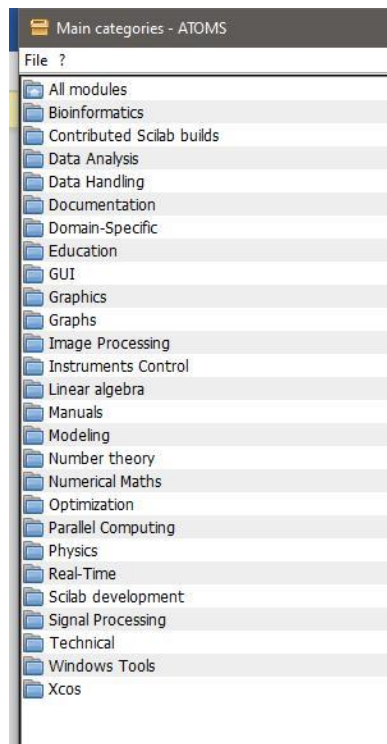 Main categories - ATOMS
File ?
All modules
Bioinformatics
Contributed Scilab builds
Data Analysis
Data Handling
Documentation
Domain-Specific
Education
GUI
Graphics
Graphs
Image Processing
Instruments Control
Linear algebra
Manuals
Modeling
Number theory
Numerical Maths
Optimization
Parallel Computing
Physics
Real-Time
Scilab development
Signal Processing
Technical
Windows Tools
Xcos